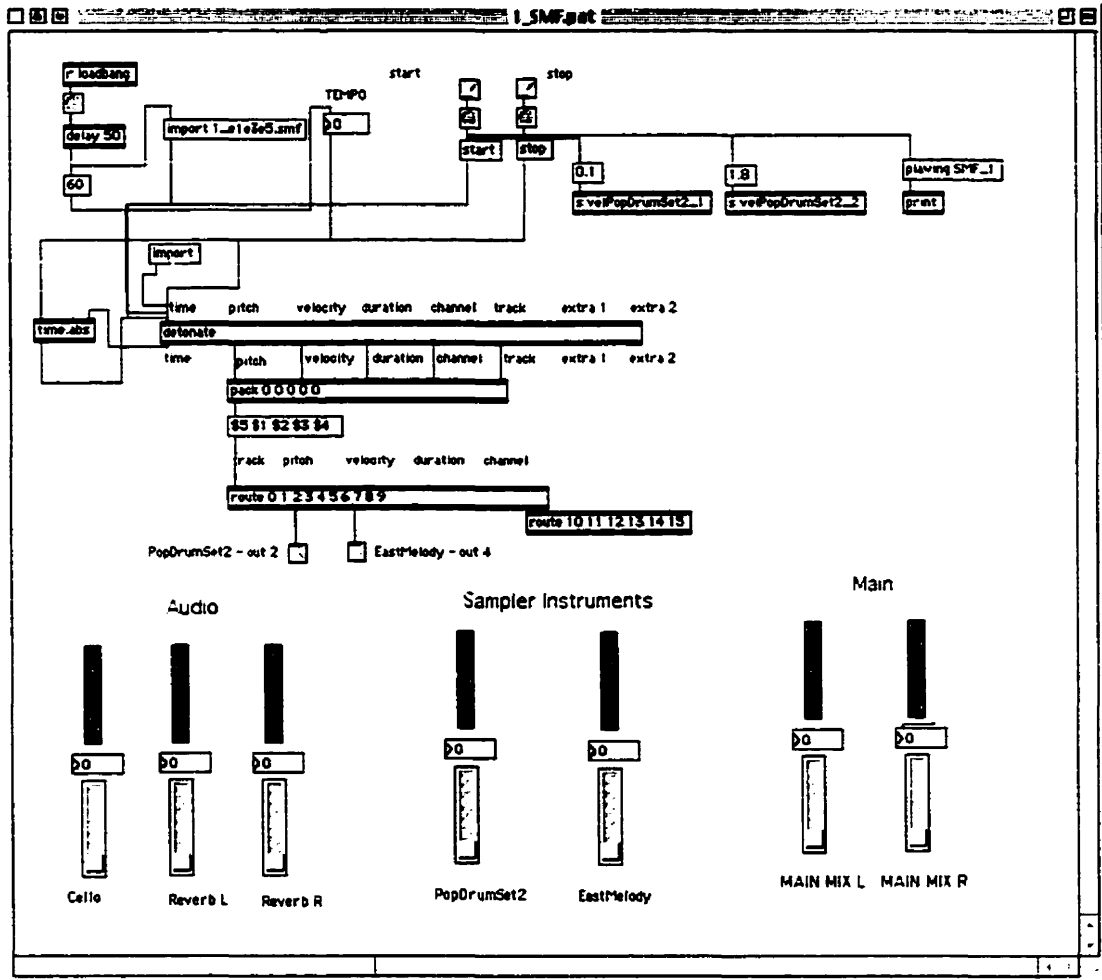 1_SMF.pat
r loadbang
start
stop
TEMPO
delay 50
import 1_e1e3e5.smf
0
start
stop
60
0.1
1.8
playing SMF_1
s velPopDrumSet2_1
s velPopDrumSet2_2
print
import
time pitch velocity duration channel track extra 1 extra 2
time.abs
detonate
time pitch velocity duration channel track extra 1 extra 2
pack 0 0 0 0 0
$5 $1 $2 $3 $4
track pitch velocity duration channel
route 0 1 2 3 4 5 6 7 8 9
route 10 11 12 13 14 15
PopDrumSet2 - out 2
EastMelody - out 4
Audio
Sampler Instruments
Main
0 0 0 0 0 0 0
Cello
Reverb L
Reverb R
PopDrumSet2
EastMelody
MAIN MIX L
MAIN MIX R